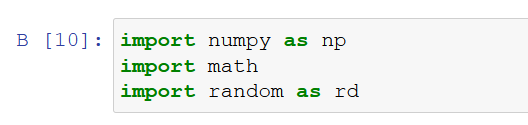 В [10]: import numpy as np
import math
import random as rd